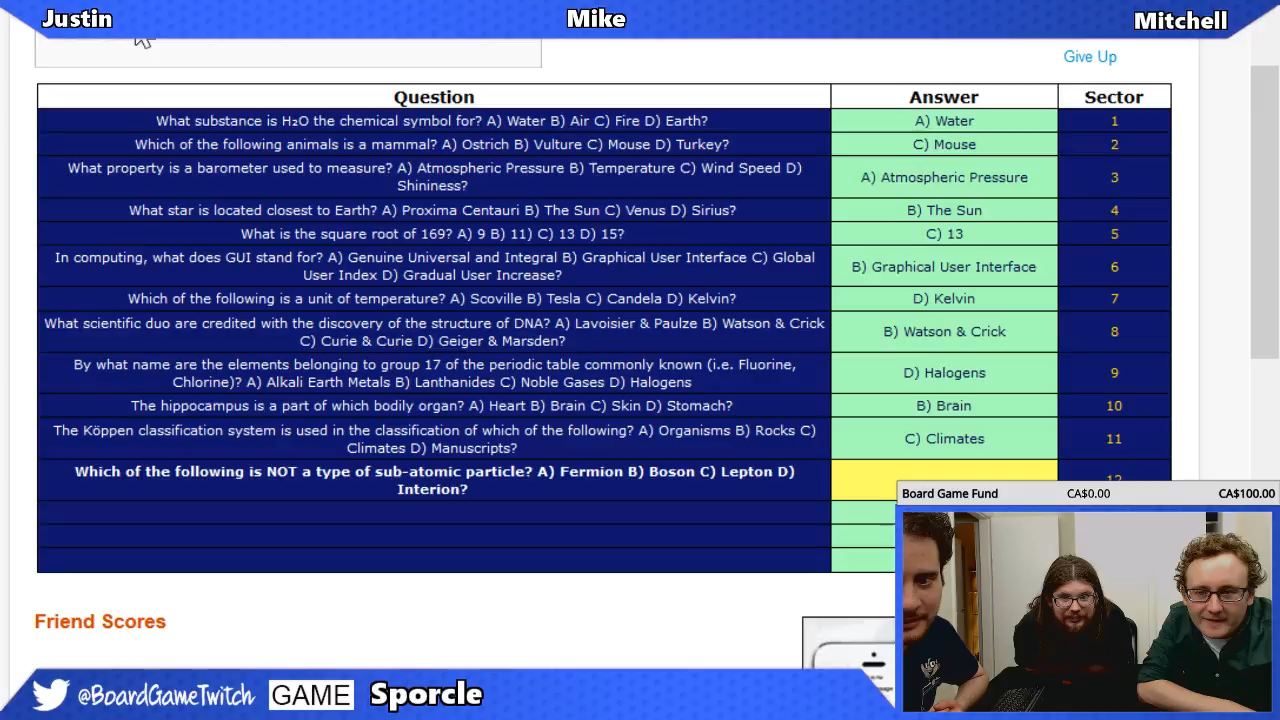 Justin
Mike
Mitchell
Give Up
Question
Answer
Sector
What substance is H₂O the chemical symbol for? A) Water B) Air C) Fire D) Earth?
A) Water
1
Which of the following animals is a mammal? A) Ostrich B) Vulture C) Mouse D) Turkey?
C) Mouse
2
What property is a barometer used to measure? A) Atmospheric Pressure B) Temperature C) Wind Speed D)
Shininess?
A) Atmospheric Pressure
3
What star is located closest to Earth? A) Proxima Centauri B) The Sun C) Venus D) Sirius?
B) The Sun
4
What is the square root of 169? A) 9 B) 11) C) 13 D) 15?
C) 13
5
In computing, what does GUI stand for? A) Genuine Universal and Integral B) Graphical User Interface C) Global
User Index D) Gradual User Increase?
B) Graphical User Interface
6
Which of the following is a unit of temperature? A) Scoville B) Tesla C) Candela D) Kelvin?
D) Kelvin
7
What scientific duo are credited with the discovery of the structure of DNA? A) Lavoisier & Paulze B) Watson & Crick
C) Curie & Curie D) Geiger & Marsden?
B) Watson & Crick
8
By what name are the elements belonging to group 17 of the periodic table commonly known (i.e. Fluorine,
Chlorine)? A) Alkali Earth Metals B) Lanthanides C) Noble Gases D) Halogens
D) Halogens
9
The hippocampus is a part of which bodily organ? A) Heart B) Brain C) Skin D) Stomach?
B) Brain
10
The Köppen classification system is used in the classification of which of the following? A) Organisms B) Rocks C)
Climates D) Manuscripts?
C) Climates
11
Which of the following is NOT a type of sub-atomic particle? A) Fermion B) Boson C) Lepton D)
Interion?
12
Board Game Fund
CA$0.00
CA$100.00
Friend Scores
@BoardGameTwitch
GAME
Sporcle